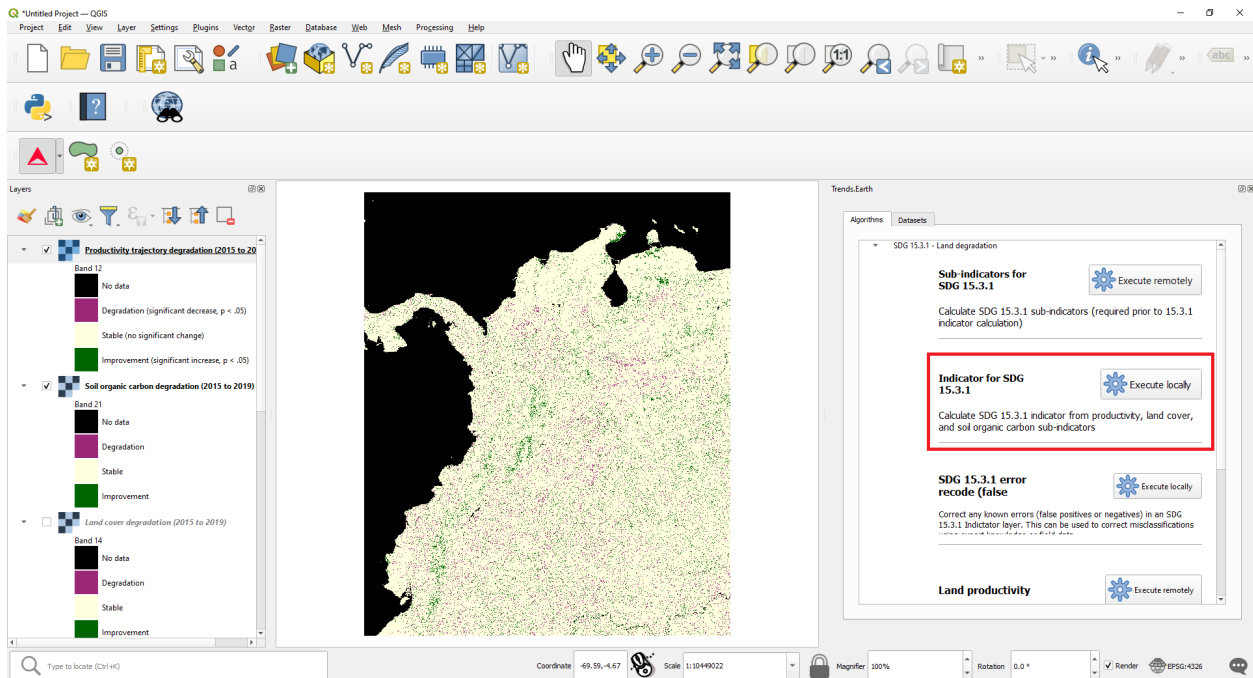 *Untitled Project — QGIS
Project Edit View Layer Settings Plugins Vector Raster Database Web Mesh Processing Help
a
1:1
» » » » abc »
?
Layers
Productivity trajectory degradation (2015 to 20
Band 12
No data
Degradation (significant decrease, p < .05)
Stable (no significant change)
Improvement (significant increase, p < .05)
Soil organic carbon degradation (2015 to 2019)
Band 21
No data
Degradation
Stable
Improvement
Land cover degradation (2015 to 2019)
Band 14
No data
Degradation
Stable
Improvement
Trends.Earth
Algorithms Datasets
SDG 15.3.1 - Land degradation
Sub-indicators for
SDG 15.3.1
Execute remotely
Calculate SDG 15.3.1 sub-indicators (required prior to 15.3.1
indicator calculation)
Indicator for SDG
15.3.1
Execute locally
Calculate SDG 15.3.1 indicator from productivity, land cover,
and soil organic carbon sub-indicators
SDG 15.3.1 error
recode (false
Execute locally
Correct any known errors (false positives or negatives) in an SDG
15.3.1 Indictator layer. This can be used to correct misclassifications
Land productivity
Execute remotely
Type to locate (Ctrl+K)
Coordinate -69.59,-4.67 Scale 1:10449022 Magnifier 100% Rotation 0.0 ° Render EPSG:4326